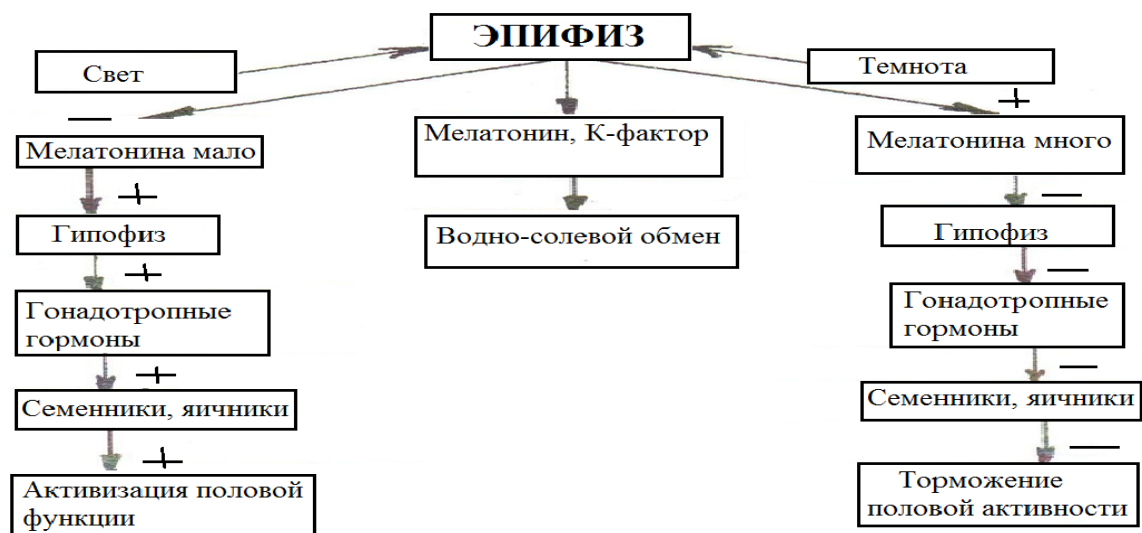 ЭПИФИЗ
Свет
Темнота
Мелатонина мало
Мелатонин, К-фактор
Мелатонина много
Гипофиз
Водно-солевой обмен
Гипофиз
Гонадотропные
гормоны
Гонадотропные
гормоны
Семенники, яичники
Семенники, яичники
Активизация половой
функции
Торможение
половой активности